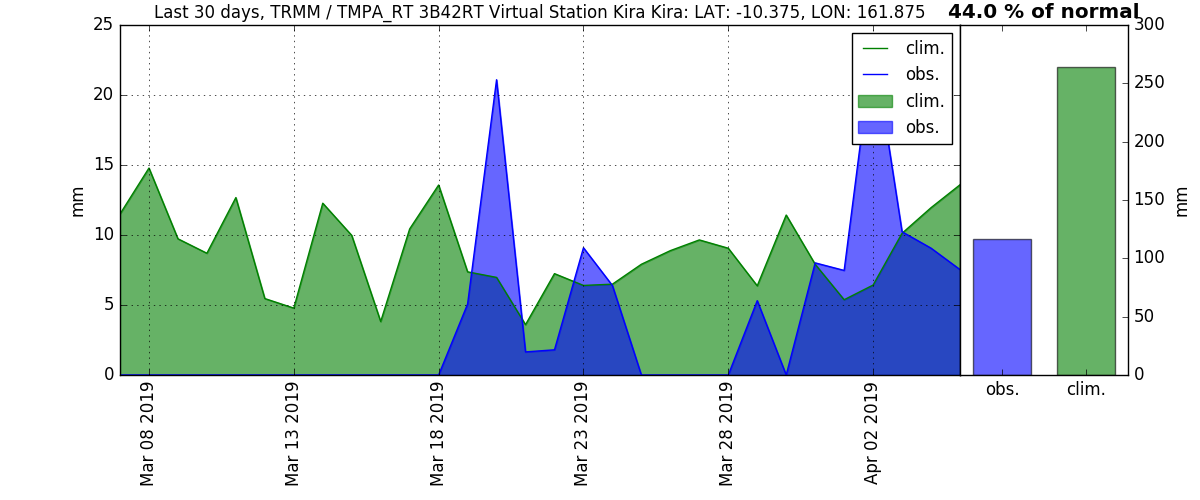 Last 30 days, TRMM / TMPA_RT 3B42RT Virtual Station Kira Kira: LAT: -10.375, LON: 161.875
44.0 % of normal
25
20
15
10
5
0
mm
clim.
obs.
clim.
obs.
Mar 08 2019
Mar 13 2019
Mar 18 2019
Mar 23 2019
Mar 28 2019
Apr 02 2019
300
250
200
150
100
50
0
mm
obs.
clim.